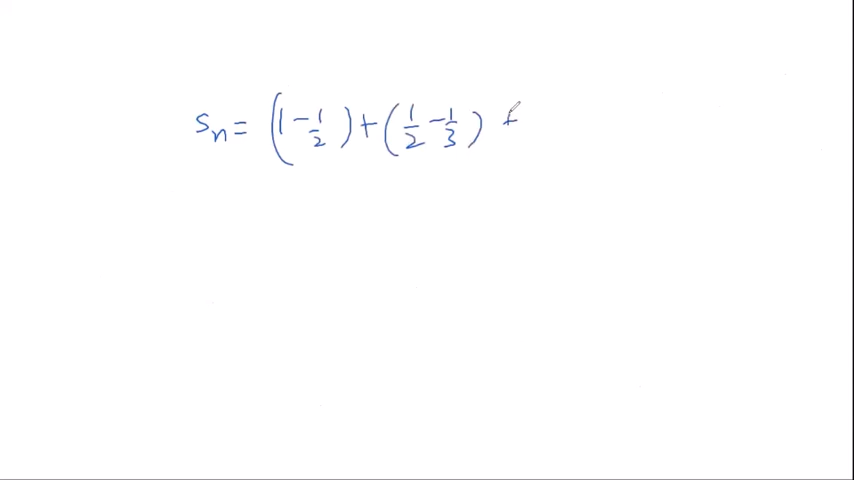 Sn = (1 - 1/2) + (1/2 - 1/3) +